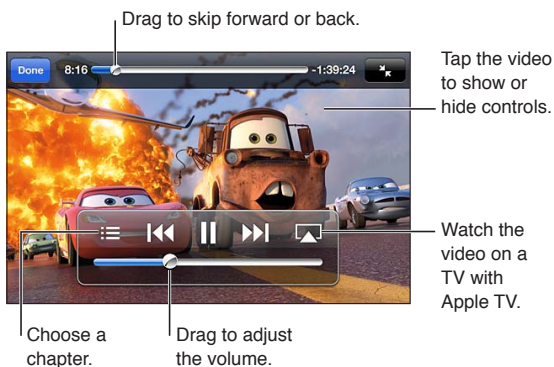 Drag to skip forward or back.
Done 8:16 -1:39:24
Tap the video
to show or
hide controls.
Watch the
video on a
TV with
Apple TV.
Choose a
chapter.
Drag to adjust
the volume.